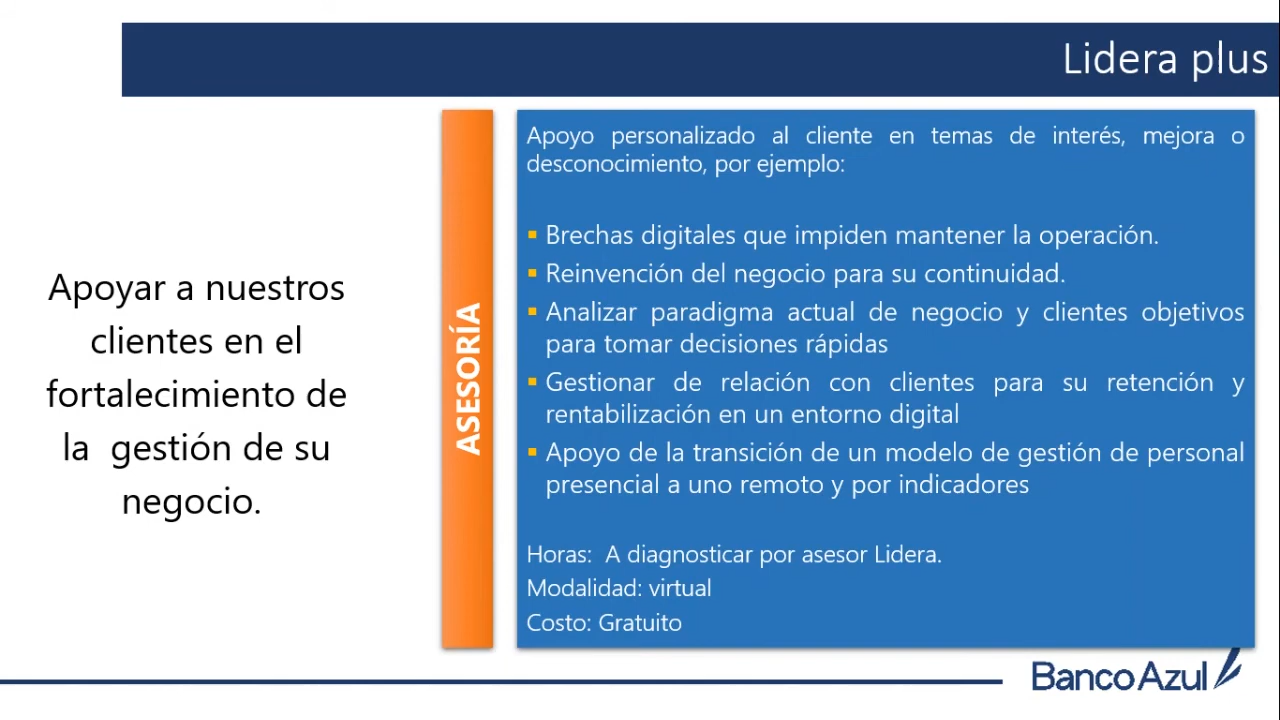 Lidera plus
Apoyar a nuestros
clientes en el
fortalecimiento de
la gestión de su
negocio.
ASESORÍA
Apoyo personalizado al cliente en temas de interés, mejora o
desconocimiento, por ejemplo:
▪ Brechas digitales que impiden mantener la operación.
▪ Reinvención del negocio para su continuidad.
▪ Analizar paradigma actual de negocio y clientes objetivos
para tomar decisiones rápidas
▪ Gestionar de relación con clientes para su retención y
rentabilización en un entorno digital
▪ Apoyo de la transición de un modelo de gestión de personal
presencial a uno remoto y por indicadores
Horas: A diagnosticar por asesor Lidera.
Modalidad: virtual
Costo: Gratuito
BancoAzul